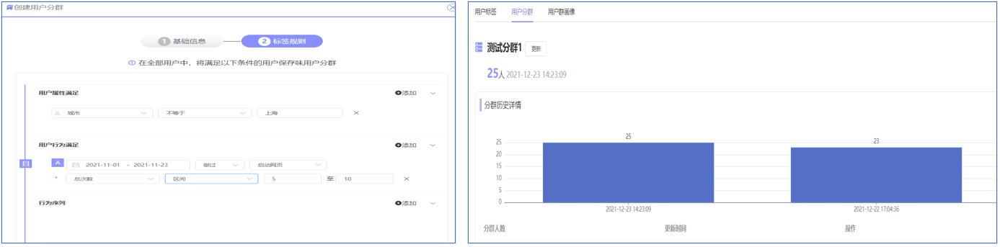 创建用户分群
1 基础信息
2 标签规则
在全部用户中，将满足以下条件的用户保存味用户分群
用户属性满足 添加
城市 不等于 上海
用户行为满足 添加
且
A 2021-11-01 - 2021-11-23 做过 启动网页
* 总次数 区间 5 至 10
行为序列 添加
用户标签 用户分群 用户群画像
测试分群1 更新
25人 2021-12-23 14:23:09
分群历史详情
25 23
25
20
15
10
5
0
2021-12-23 14:23:09 2021-12-22 17:04:36
分群人数 更新时间 操作